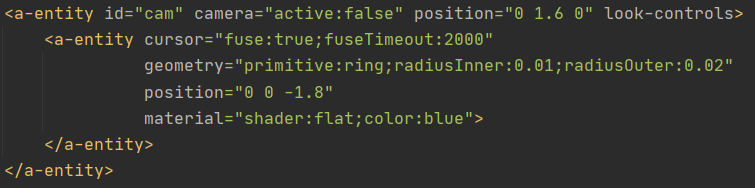 <a-entity id="cam" camera="active:false" position="0 1.6 0" look-controls>
    <a-entity cursor="fuse:true;fuseTimeout:2000"
              geometry="primitive:ring;radiusInner:0.01;radiusOuter:0.02"
              position="0 0 -1.8"
              material="shader:flat;color:blue">
    </a-entity>
</a-entity>